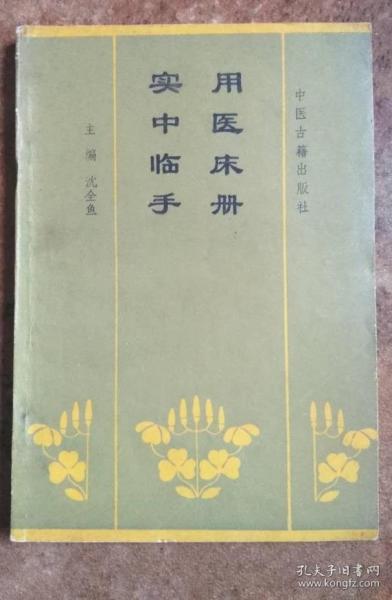 实用
中医
临床
手册
主编 沈全鱼
中医古籍出版社
孔夫子旧书网
www.kongfz.com